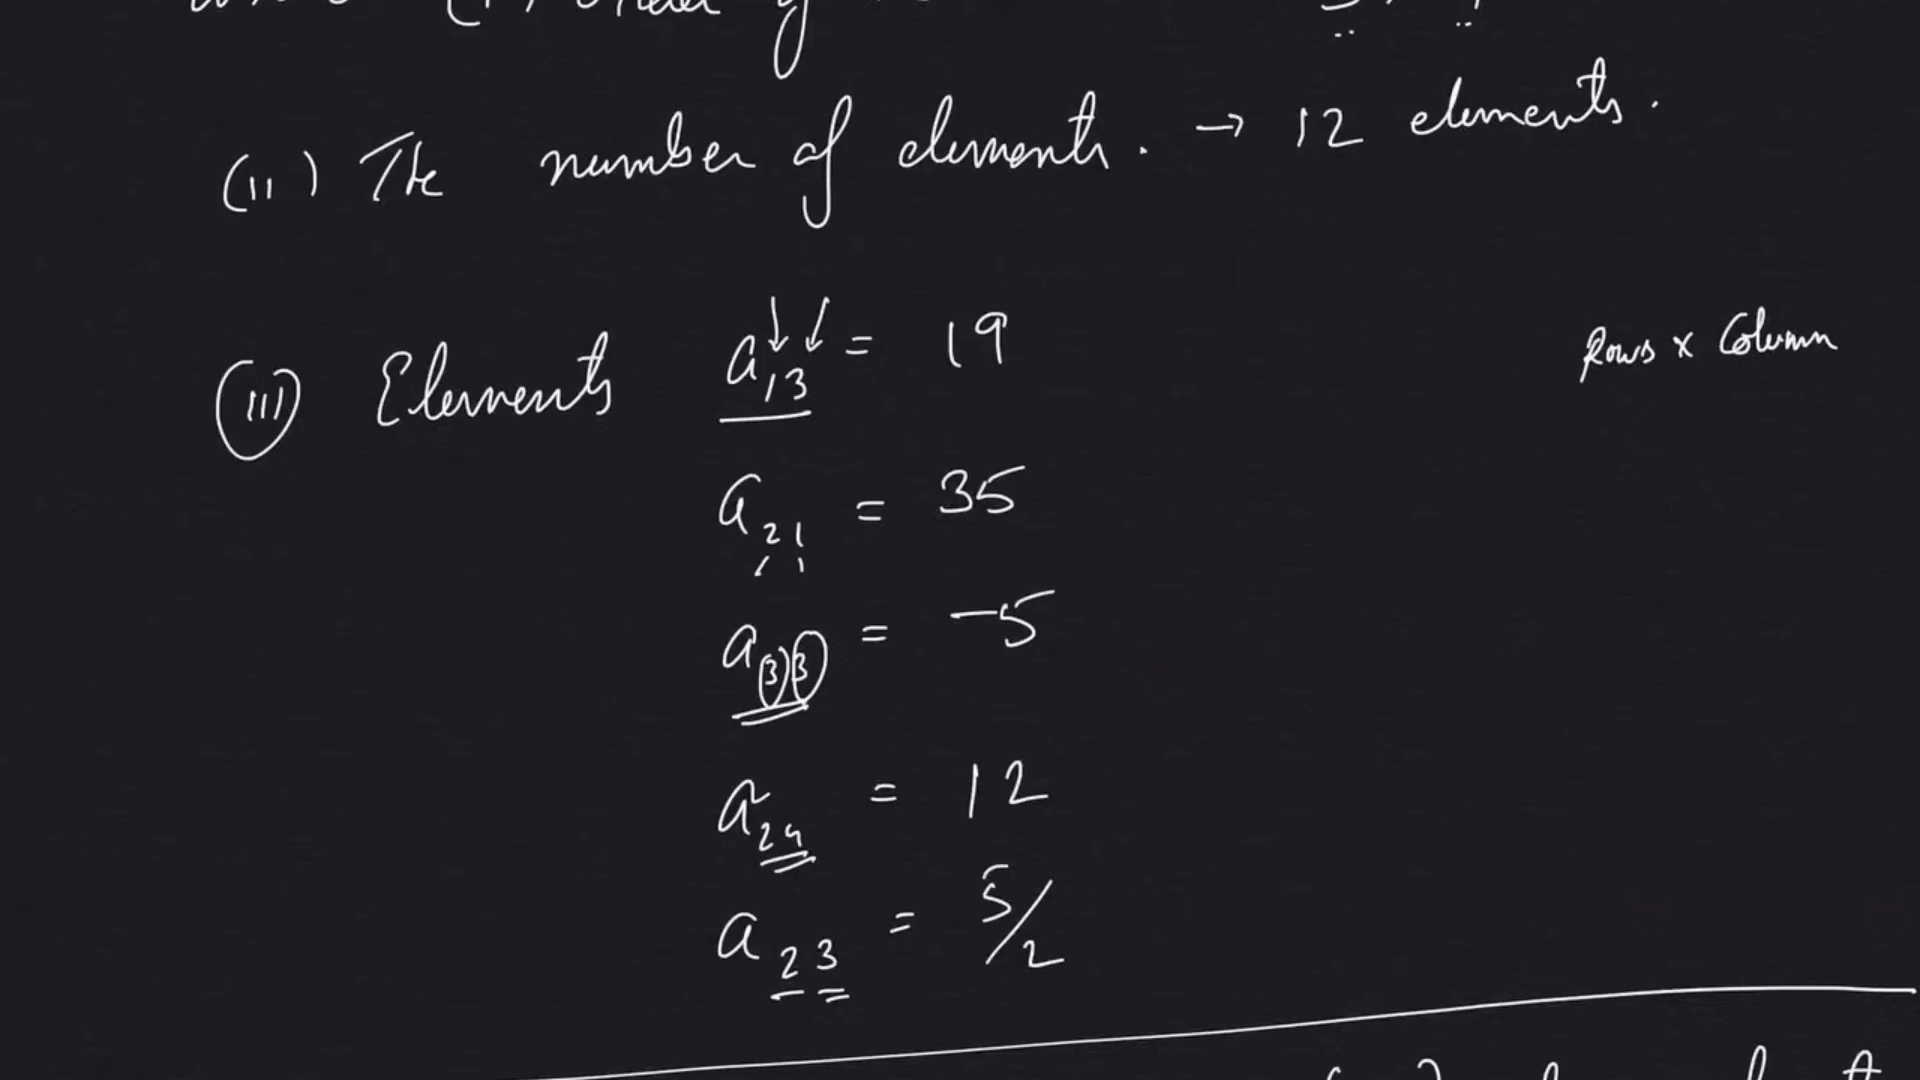 (ii) The number of elements. → 12 elements.
(iii) Elements a₁₃ = 19
Rows × Column
a₂₁ = 35
a₃₃ = -5
a₂₄ = 12
a₂₃ = 5/2